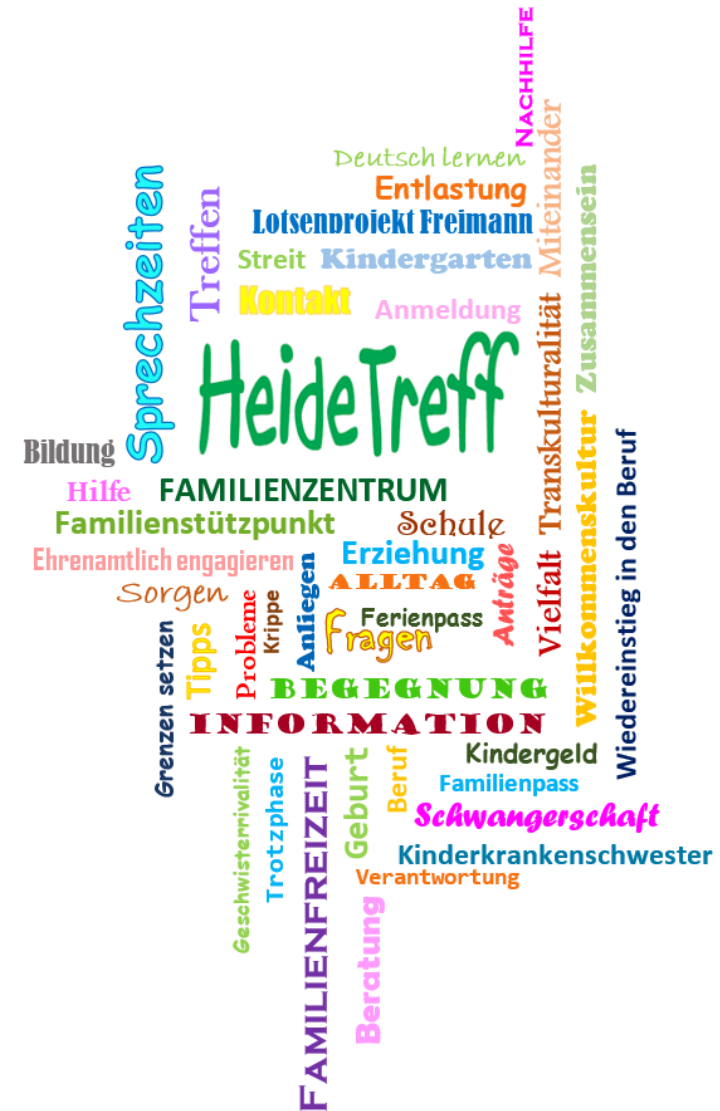 Nachhilfe
Deutsch lernen
Entlastung
Miteinander
Lotsenprojekt Freimann
Sprechzeiten
Treffen
Streit
Kindergarten
Zusammensein
Kontakt
Anmeldung
HeideTreff
Transkulturalität
Bildung
Hilfe
FAMILIENZENTRUM
Willkommenskultur
Wiedereinstieg in den Beruf
Familienstützpunkt
Schule
Ehrenamtlich engagieren
Erziehung
Anliegen
ALLTAG
Anträge
Vielfalt
Sorgen
Probleme
Krippe
Ferienpass
Fragen
Grenzen setzen
Tipps
BEGEGNUNG
INFORMATION
Geschwisterrivalität
Trotzphase
Familienfreizeit
Geburt
Beruf
Kindergeld
Familienpass
Schwangerschaft
Kinderkrankenschwester
Verantwortung
Beratung